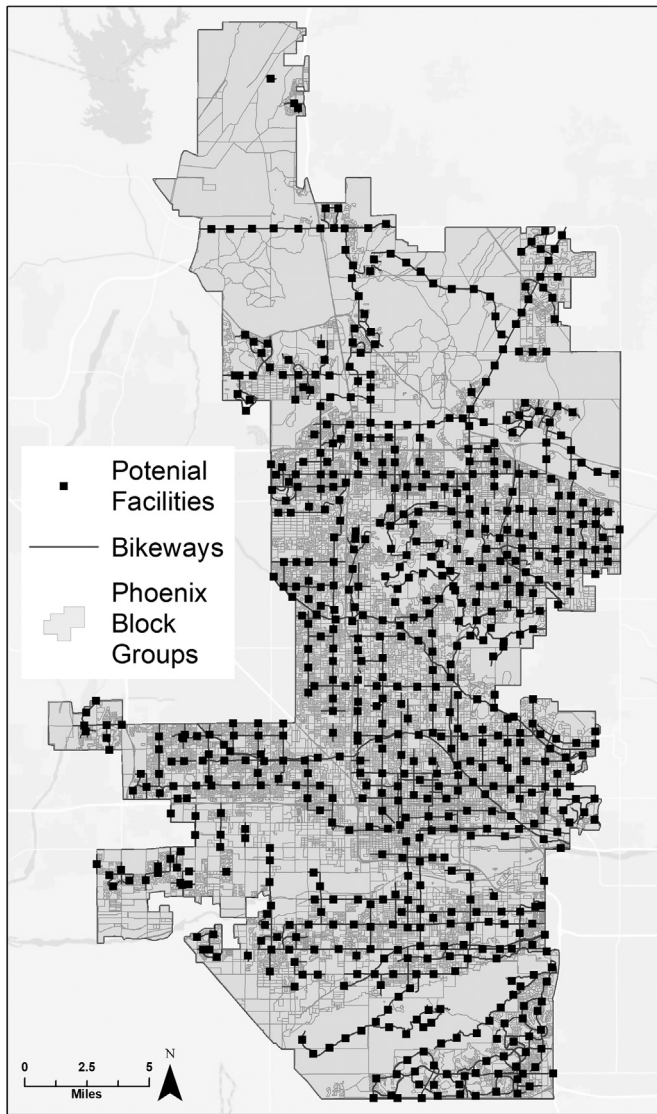 Potenial
Facilities
Bikeways
Phoenix
Block
Groups
N
0 2.5 5
Miles